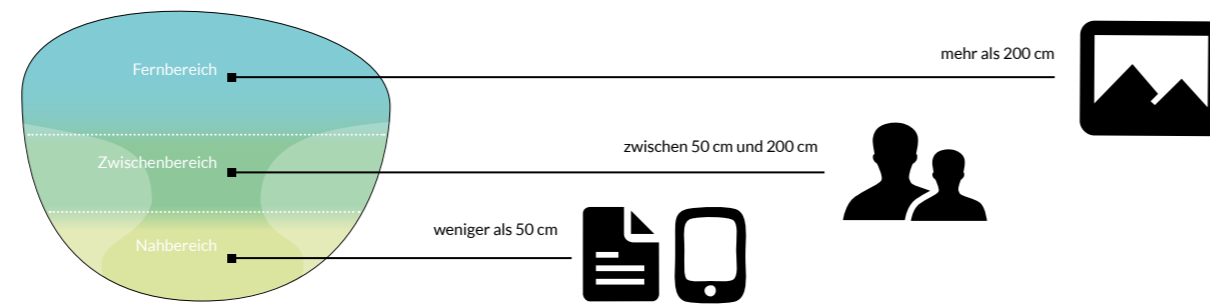 Fernbereich
mehr als 200 cm
Zwischenbereich
zwischen 50 cm und 200 cm
Nahbereich
weniger als 50 cm